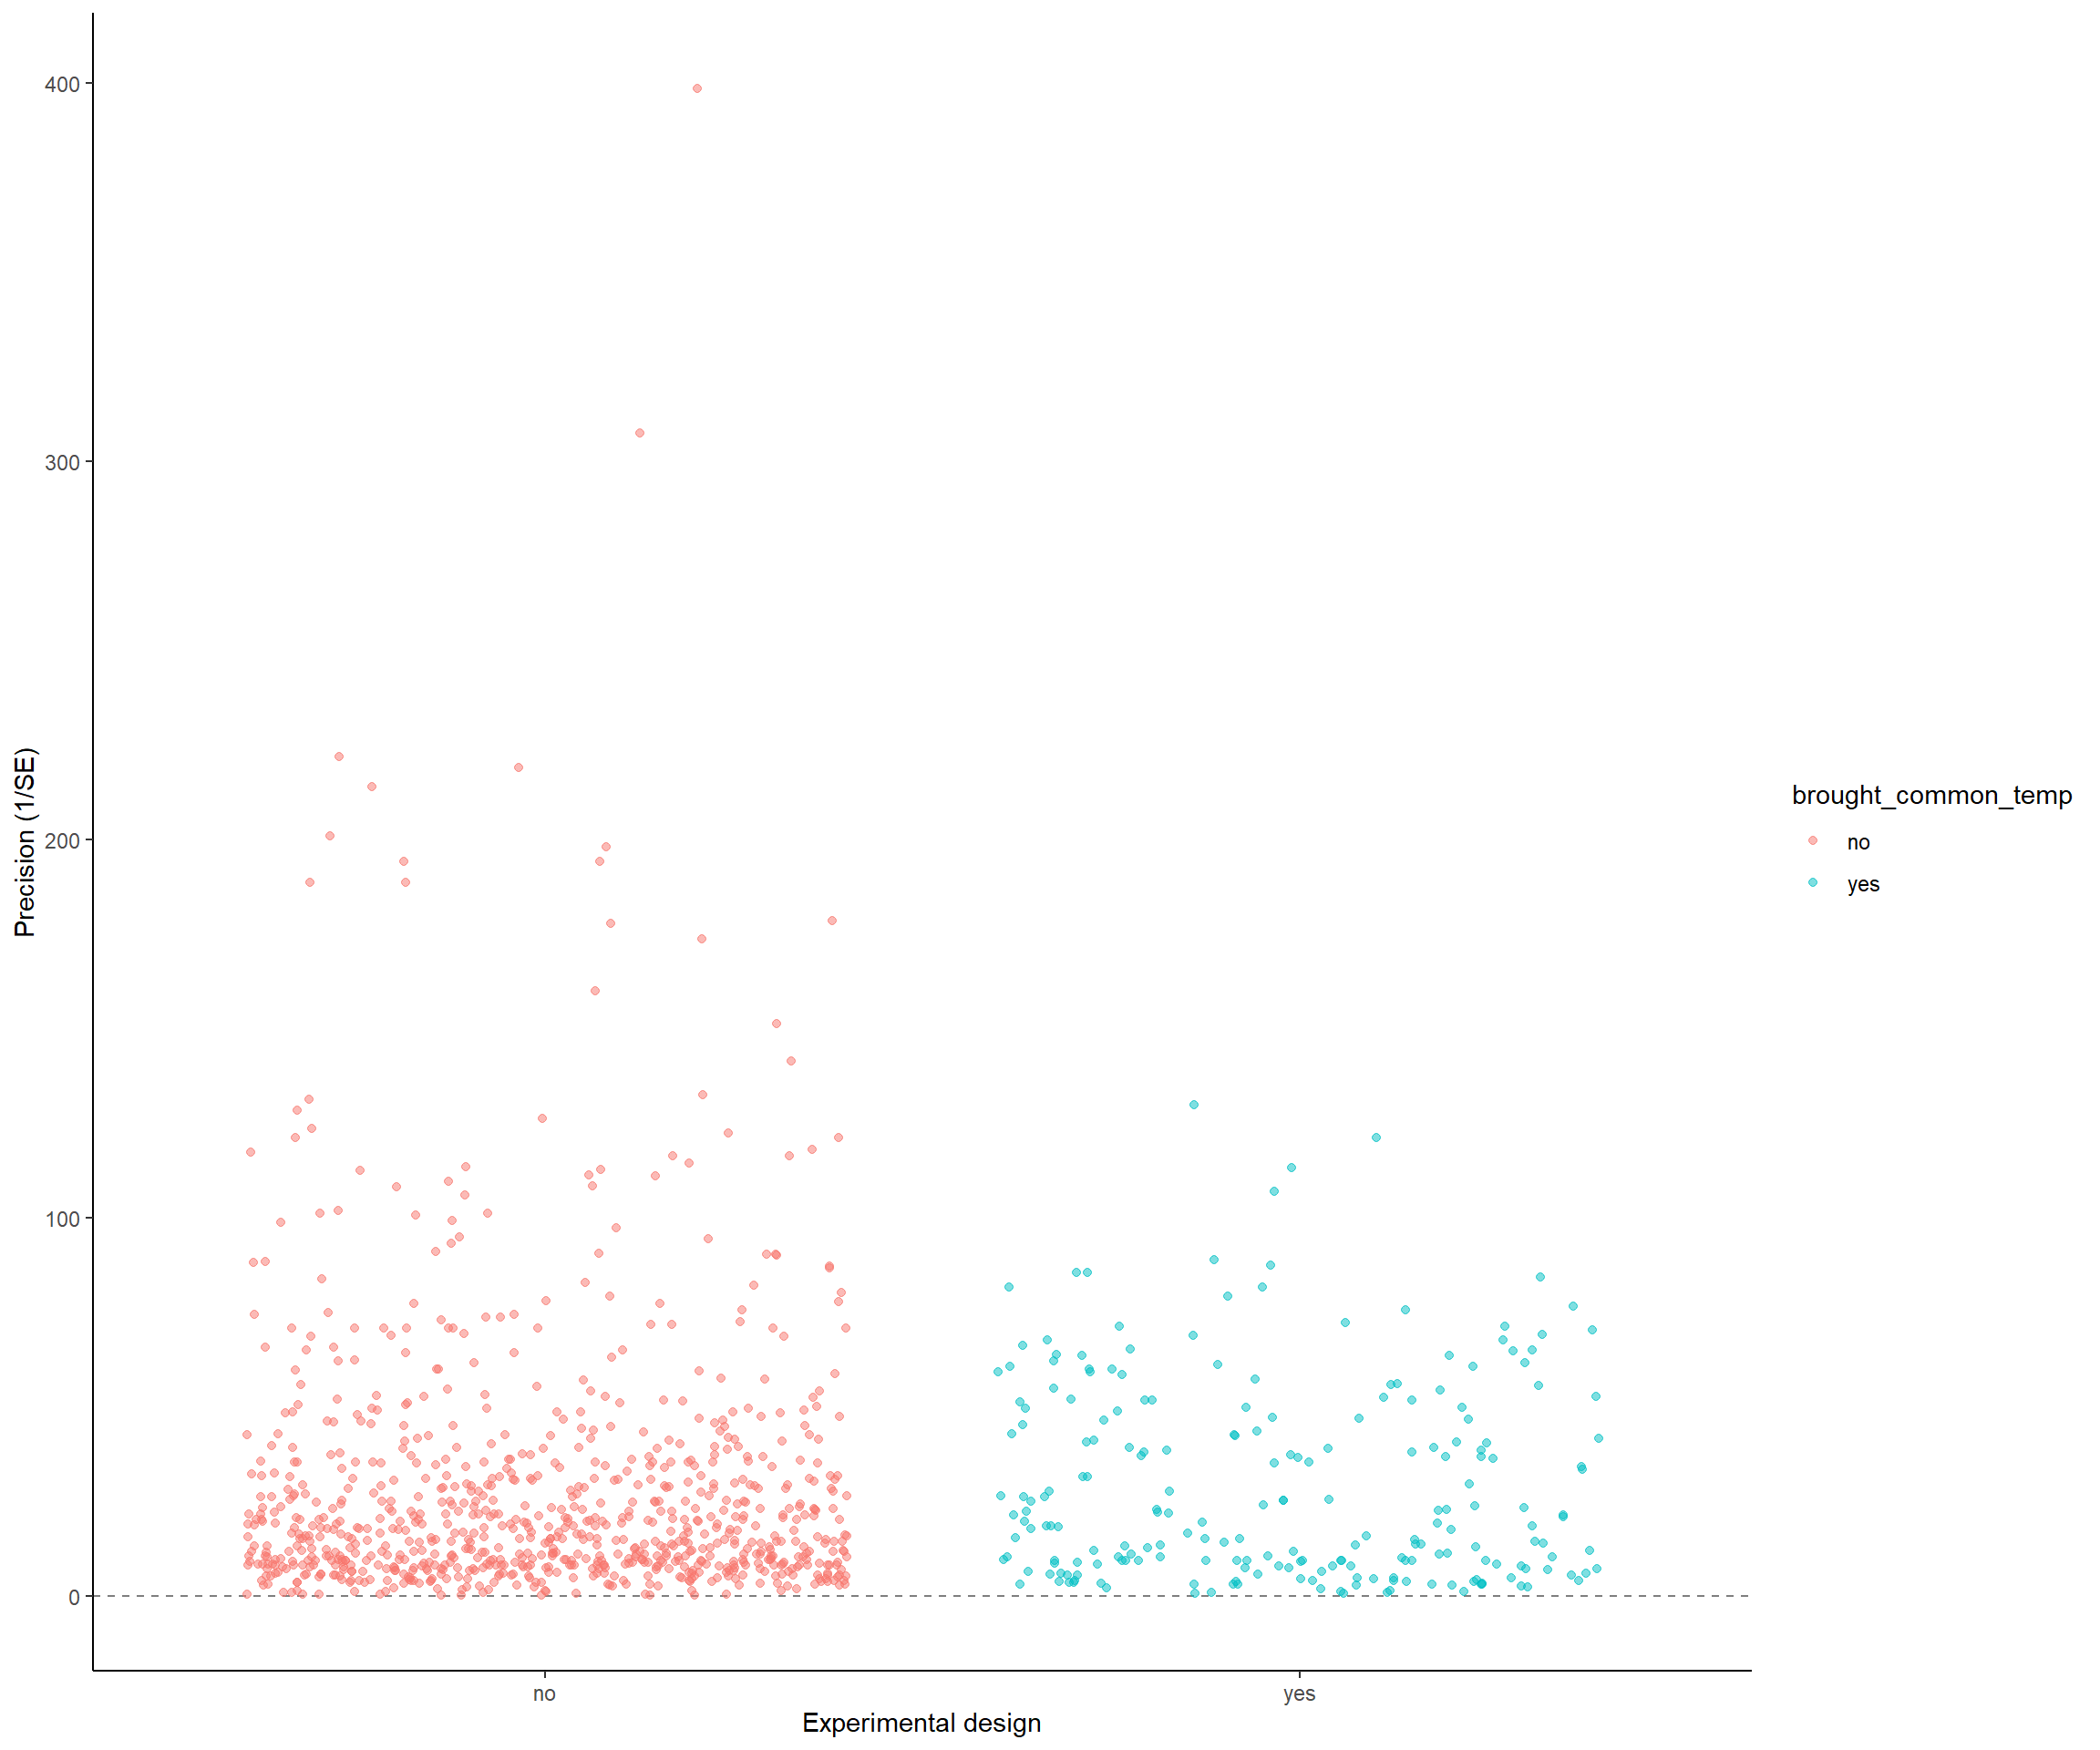 400
300
200
100
0
Precision (1/SE)
no
yes
Experimental design
brought_common_temp
no
yes